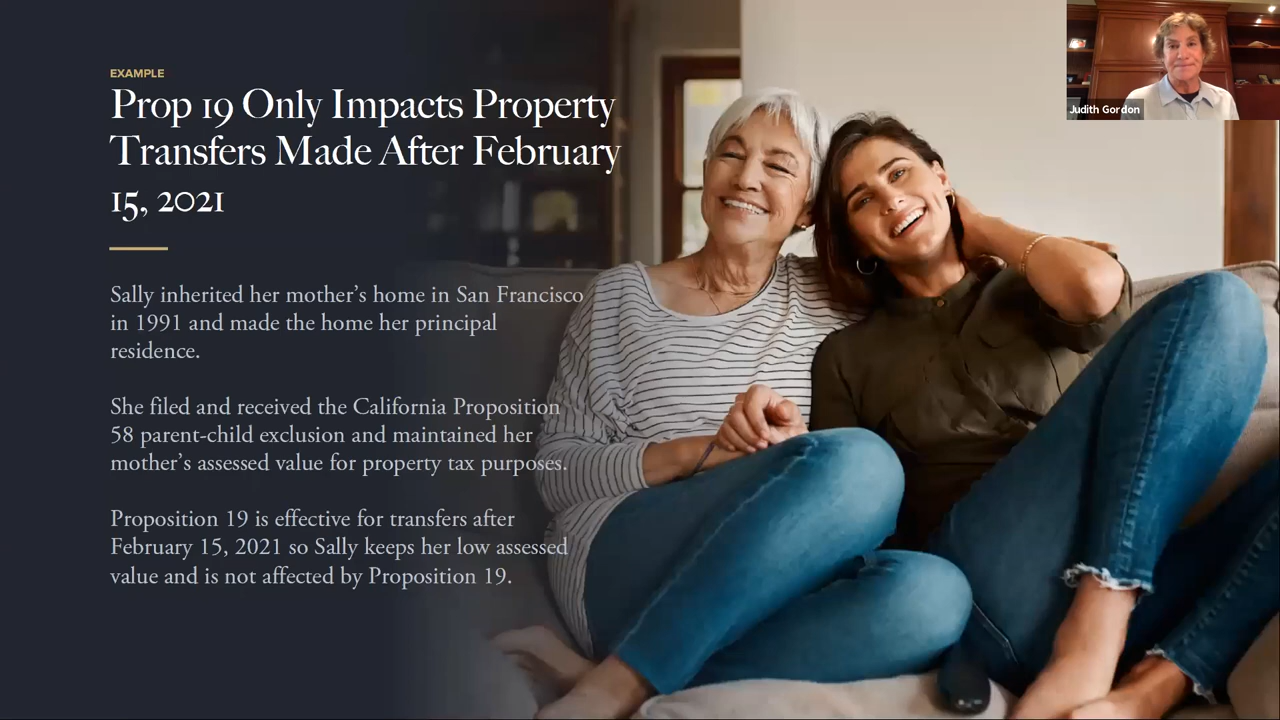 EXAMPLE
Prop 19 Only Impacts Property
Transfers Made After February
15, 2021
Sally inherited her mother’s home in San Francisco
in 1991 and made the home her principal
residence.
She filed and received the California Proposition
58 parent-child exclusion and maintained her
mother’s assessed value for property tax purposes.
Proposition 19 is effective for transfers after
February 15, 2021 so Sally keeps her low assessed
value and is not affected by Proposition 19.
Judith Gordon